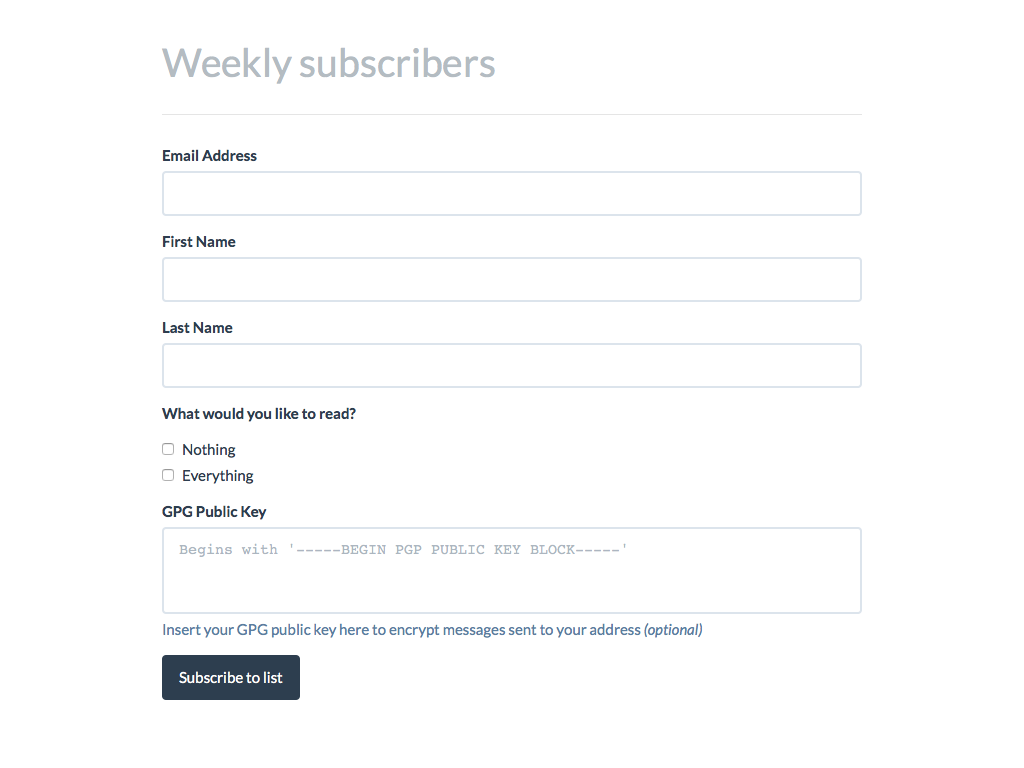 Weekly subscribers
Email Address
First Name
Last Name
What would you like to read?
Nothing
Everything
GPG Public Key
Begins with '-----BEGIN PGP PUBLIC KEY BLOCK-----'
Insert your GPG public key here to encrypt messages sent to your address (optional)
Subscribe to list